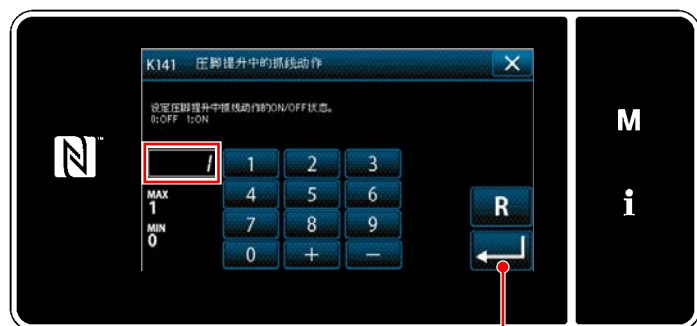 K141 压脚提升中的抓线动作
设定压脚提升中抓线动作的ON/OFF状态。
0:OFF 1:ON
1
1 2 3
MAX
1
4 5 6
R
MIN
0
7 8 9
0 + −
M
i
N